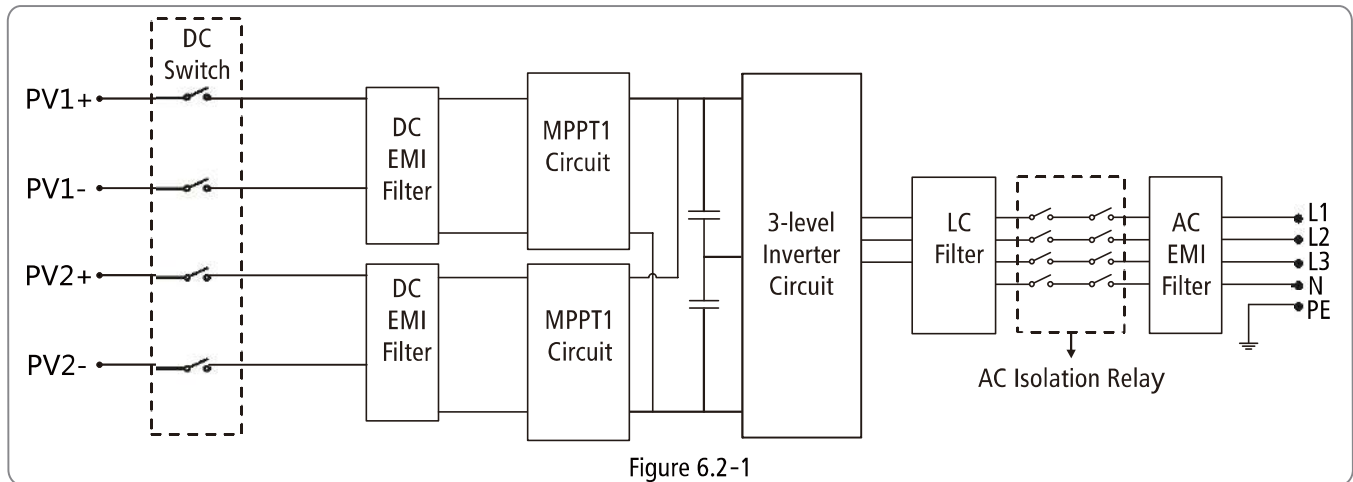 DC
Switch
PV1+
PV1-
PV2+
PV2-
DC
EMI
Filter
DC
EMI
Filter
MPPT1
Circuit
MPPT1
Circuit
3-level
Inverter
Circuit
LC
Filter
AC Isolation Relay
AC
EMI
Filter
L1
L2
L3
N
PE
Figure 6.2-1